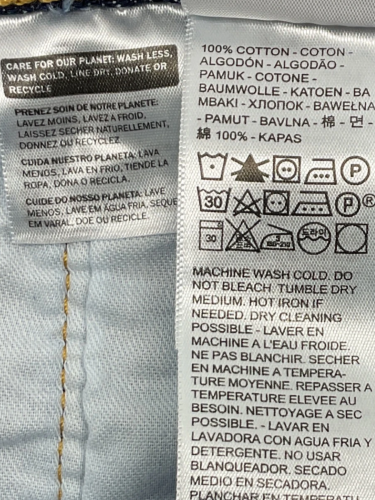 CARE FOR OUR PLANET: WASH LESS,
WASH COLD, LINE DRY, DONATE OR
RECYCLE
PRENEZ SOIN DE NOTRE PLANETE:
LAVEZ MOINS, LAVEZ A FROID,
LAISSEZ SECHER NATURELLEMENT,
DONNEZ OU RECYCLEZ
CUIDA NUESTRO PLANETA: LAVA
MENOS, LAVA EN FRIO, TIENDE LA
ROPA, DONA O RECICLA.
CUIDE DO NOSSO PLANETA: LAVE
MENOS, LAVE EM ÁGUA FRIA, SEQUE
EM VARAL, DOE OU RECICLE.
100% COTTON - COTON -
ALGODÓN - ALGODÃO -
PAMUK - COTONE -
BAUMWOLLE - KATOEN - BA
MBAKI - ХЛОПОК - BAWEŁNA
- PAMUT - BAVLNA - 棉 - 면 -
綿 100% - KAPAS
P
30 P ®
30 드라이
MACHINE WASH COLD. DO
NOT BLEACH. TUMBLE DRY
MEDIUM. HOT IRON IF
NEEDED. DRY CLEANING
POSSIBLE - LAVER EN
MACHINE A L'EAU FROIDE.
NE PAS BLANCHIR. SECHER
EN MACHINE A TEMPERA-
TURE MOYENNE. REPASSER A
TEMPERATURE ELEVEE AU
BESOIN. NETTOYAGE A SEC
POSSIBLE. - LAVAR EN
LAVADORA CON AGUA FRIA Y
DETERGENTE. NO USAR
BLANQUEADOR. SECADO
MEDIO EN SECADORA.
PLANCHAR EN TEMPERATU